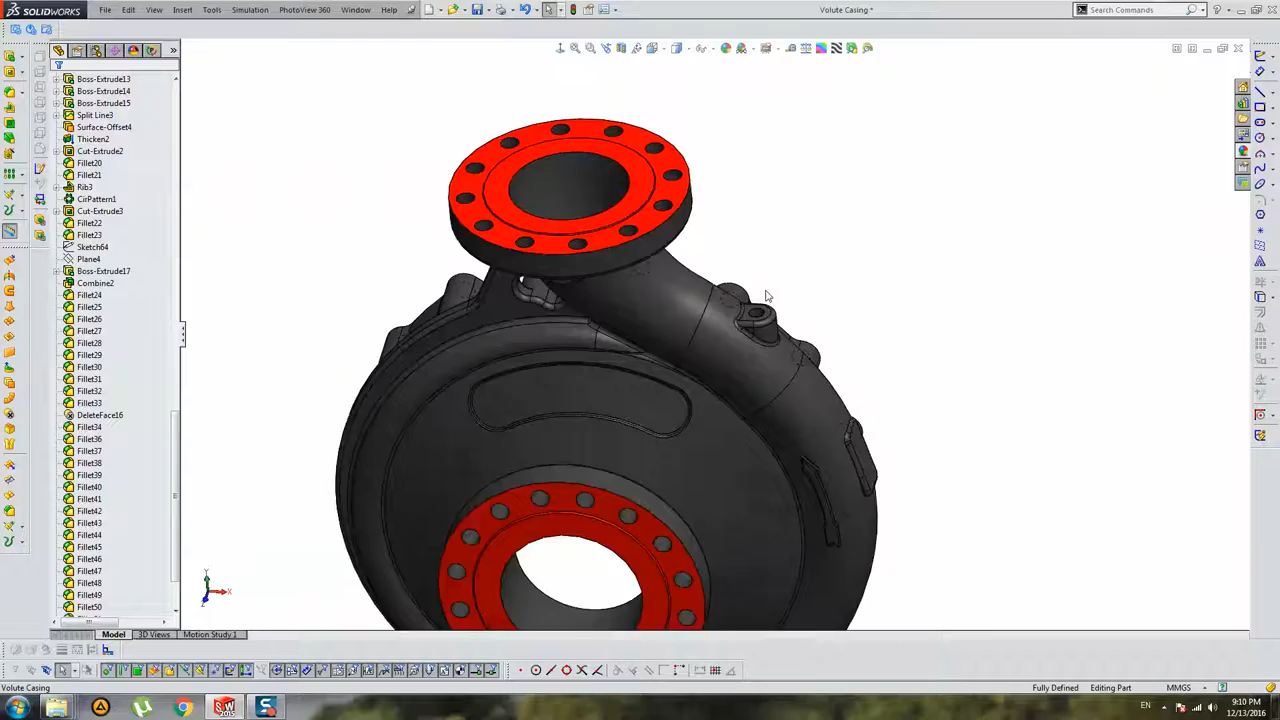 SOLIDWORKS File Edit View Insert Tools Simulation PhotoView 360 Window Help Volute Casing * Search Commands
Boss-Extrude13
Boss-Extrude14
Boss-Extrude15
Split Line3
Surface-Offset4
Thicken2
Cut-Extrude2
Fillet20
Fillet21
Rib3
CirPattern1
Cut-Extrude3
Fillet22
Fillet23
Sketch64
Plane4
Boss-Extrude17
Combine2
Fillet24
Fillet25
Fillet26
Fillet27
Fillet28
Fillet29
Fillet30
Fillet31
Fillet32
Fillet33
DeleteFace16
Fillet34
Fillet36
Fillet37
Fillet38
Fillet39
Fillet40
Fillet41
Fillet42
Fillet43
Fillet44
Fillet45
Fillet46
Fillet47
Fillet48
Fillet49
Fillet50
Y
X
Z
Model 3D Views Motion Study 1
Volute Casing Fully Defined Editing Part MMGS
EN 9:10 PM
12/13/2016